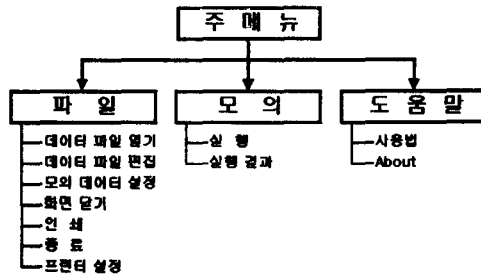 주 메 뉴
파 일
모 의
도 움 말
데이터 파일 열기
데이터 파일 편집
모의 데이터 설정
화면 닫기
인 쇄
종 료
프린터 설정
실 행
실행 결과
사용법
About